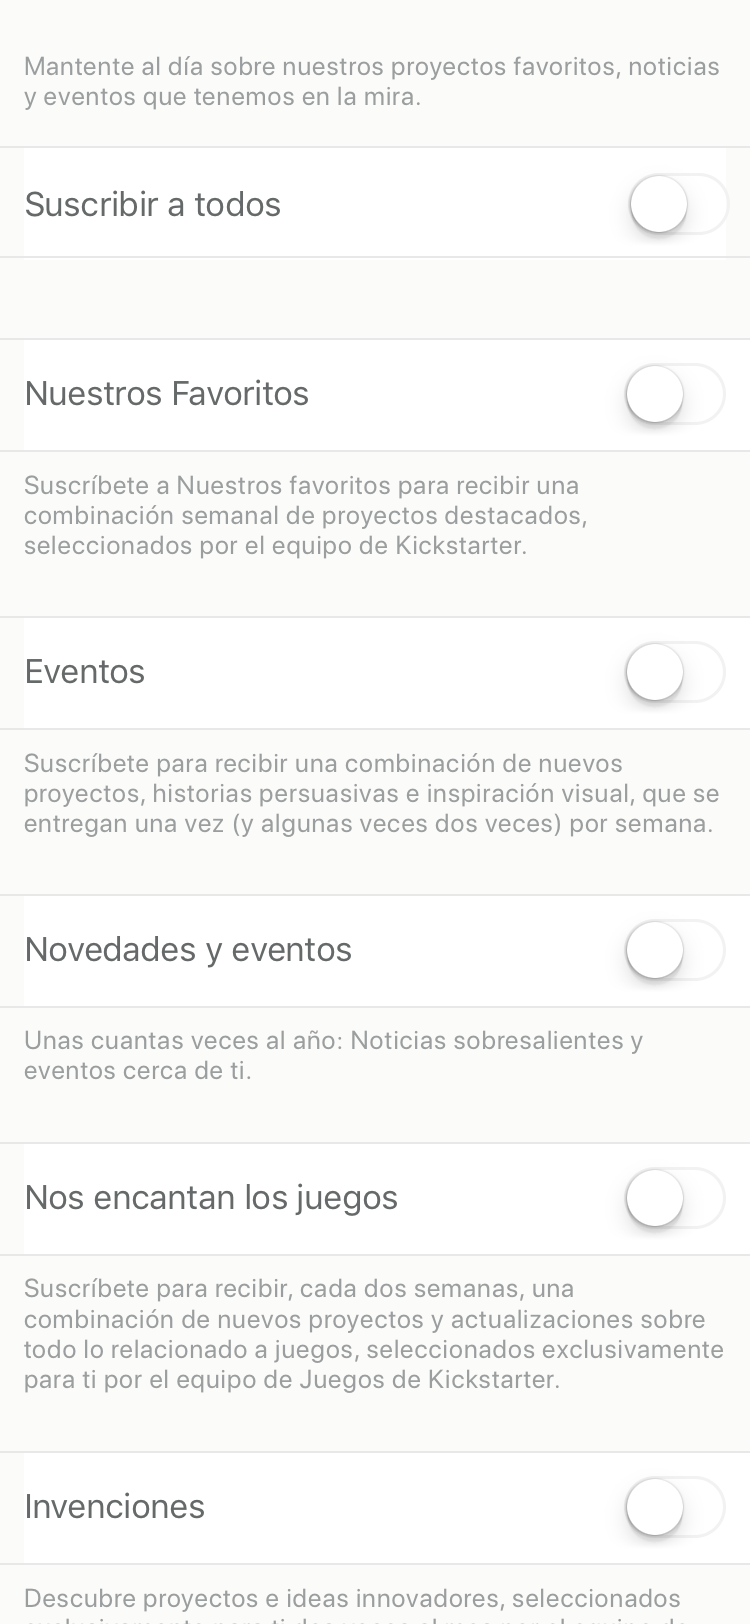 Mantente al día sobre nuestros proyectos favoritos, noticias
y eventos que tenemos en la mira.
Suscribir a todos
Nuestros Favoritos
Suscríbete a Nuestros favoritos para recibir una
combinación semanal de proyectos destacados,
seleccionados por el equipo de Kickstarter.
Eventos
Suscríbete para recibir una combinación de nuevos
proyectos, historias persuasivas e inspiración visual, que se
entregan una vez (y algunas veces dos veces) por semana.
Novedades y eventos
Unas cuantas veces al año: Noticias sobresalientes y
eventos cerca de ti.
Nos encantan los juegos
Suscríbete para recibir, cada dos semanas, una
combinación de nuevos proyectos y actualizaciones sobre
todo lo relacionado a juegos, seleccionados exclusivamente
para ti por el equipo de Juegos de Kickstarter.
Invenciones
Descubre proyectos e ideas innovadores, seleccionados